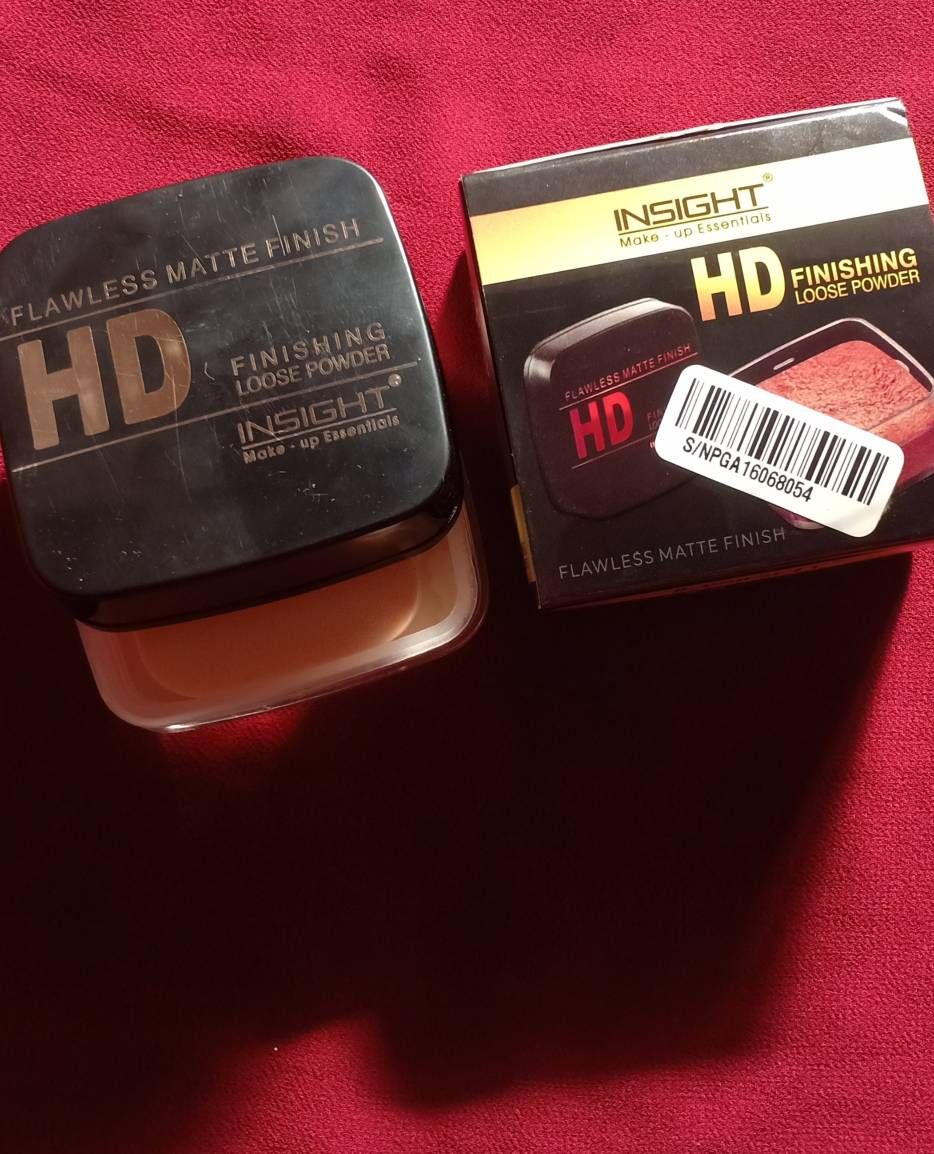 FLAWLESS MATTE FINISH
HD FINISHING
LOOSE POWDER
INSIGHT®
Make - up Essentials
INSIGHT®
Make - up Essentials
HD FINISHING
LOOSE POWDER
FLAWLESS MATTE FINISH
HD
S/NPGA16068054
FLAWLESS MATTE FINISH